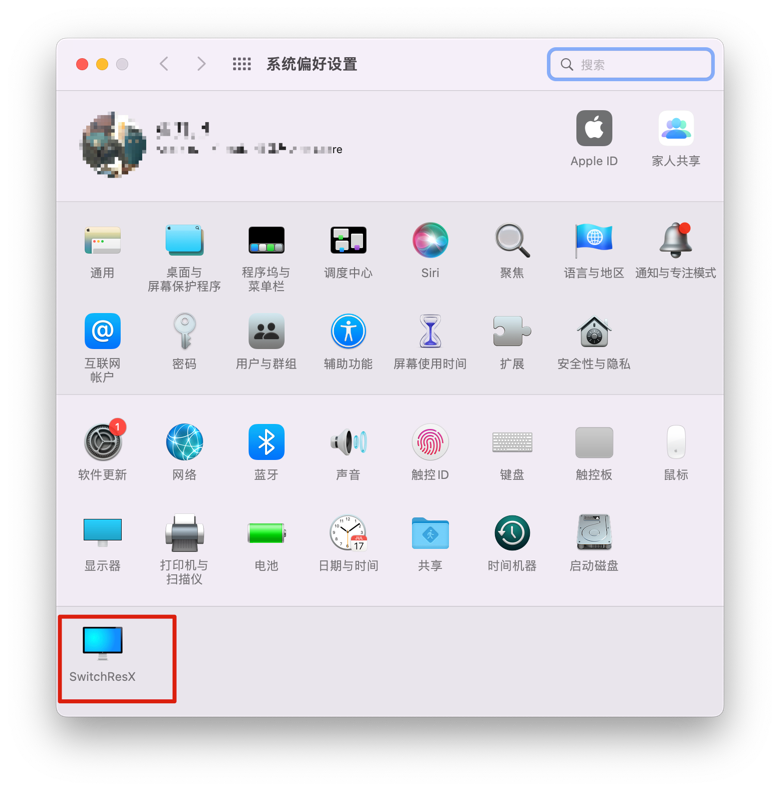 系统偏好设置
搜索
re
Apple ID
家人共享
通用
桌面与
屏幕保护程序
程序坞与
菜单栏
调度中心
Siri
聚焦
语言与地区
通知与专注模式
@
互联网
帐户
密码
用户与群组
辅助功能
屏幕使用时间
扩展
安全性与隐私
1
软件更新
网络
蓝牙
声音
触控 ID
键盘
触控板
鼠标
显示器
打印机与
扫描仪
电池
17
日期与时间
共享
时间机器
启动磁盘
SwitchResX